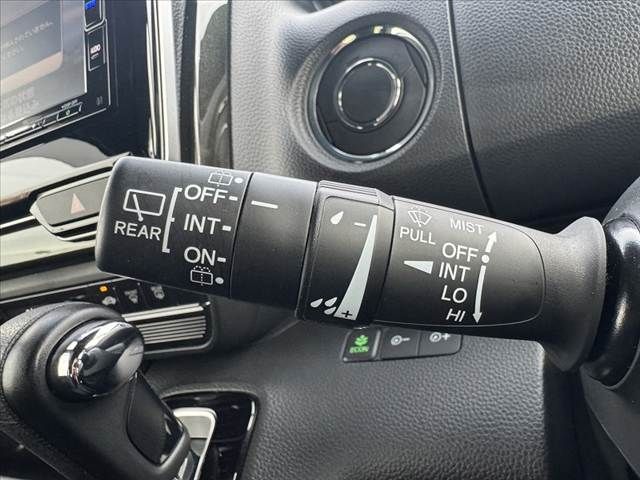 REAR
OFF
INT
ON
−
+
PULL
MIST
OFF
INT
LO
HI
ECON